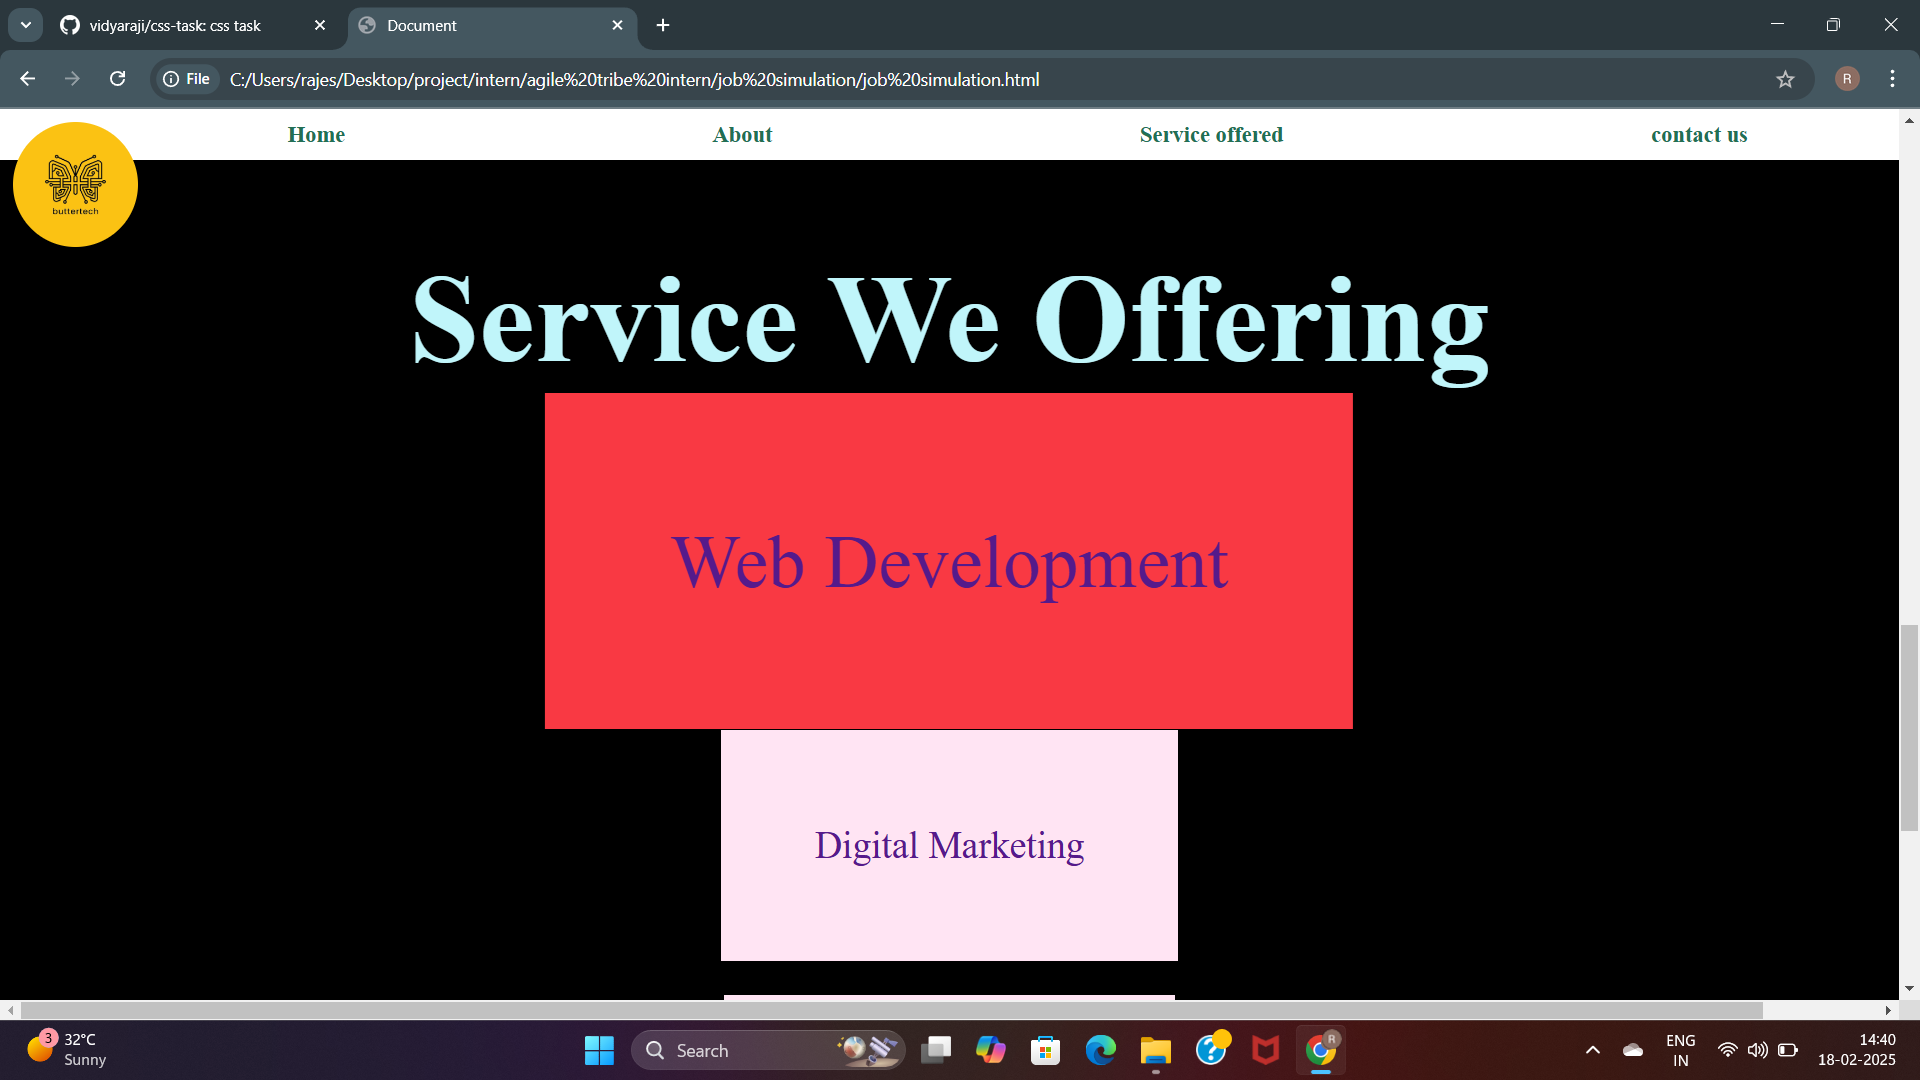 vidyaraji/css-task: css task
Document
File
C:/Users/rajes/Desktop/project/intern/agile%20tribe%20intern/job%20simulation/job%20simulation.html
R
Home
About
Service offered
contact us
buttertech
Service We Offering
Web Development
Digital Marketing
3
32°C
Sunny
Search
R
ENG
IN
14:40
18-02-2025